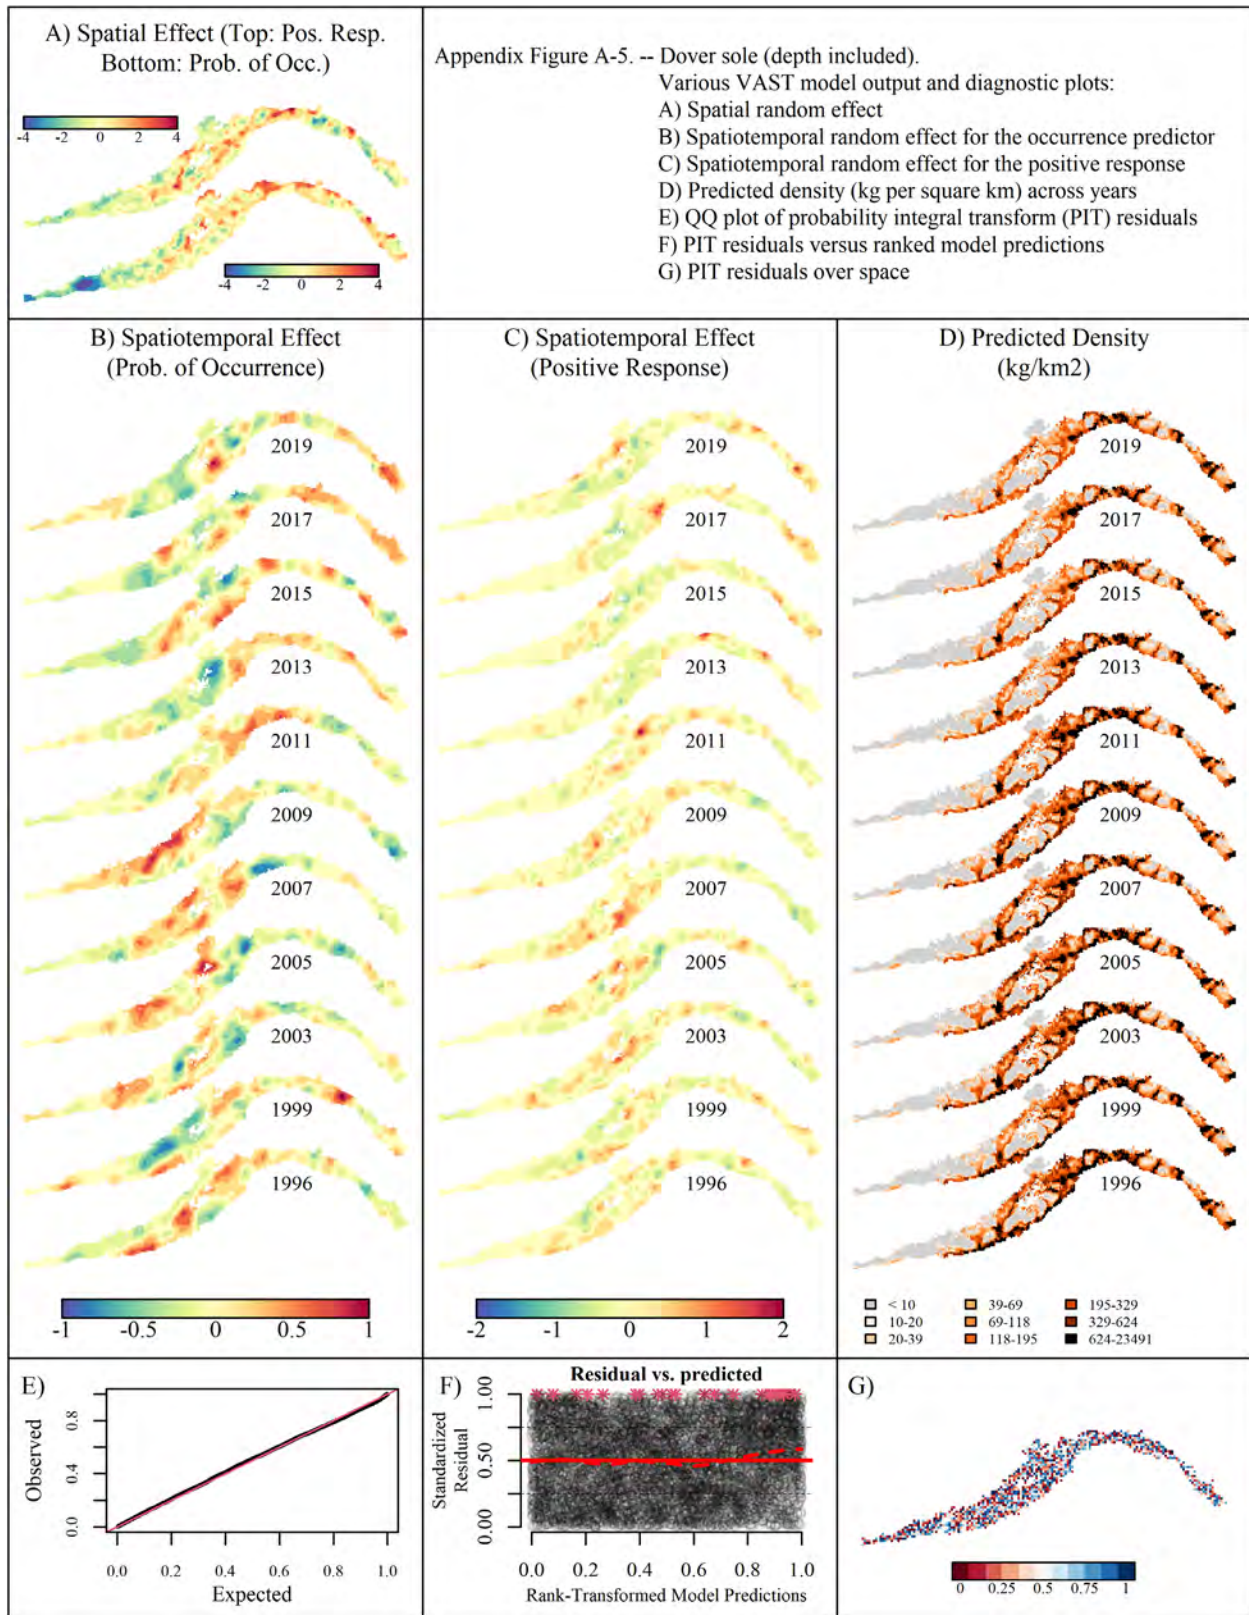 A) Spatial Effect (Top: Pos. Resp.
Bottom: Prob. of Occ.)
-4 -2 0 2 4
-4 -2 0 2 4
Appendix Figure A-5. -- Dover sole (depth included).
Various VAST model output and diagnostic plots:
A) Spatial random effect
B) Spatiotemporal random effect for the occurrence predictor
C) Spatiotemporal random effect for the positive response
D) Predicted density (kg per square km) across years
E) QQ plot of probability integral transform (PIT) residuals
F) PIT residuals versus ranked model predictions
G) PIT residuals over space
B) Spatiotemporal Effect
(Prob. of Occurrence)
2019
2017
2015
2013
2011
2009
2007
2005
2003
1999
1996
-1 -0.5 0 0.5 1
C) Spatiotemporal Effect
(Positive Response)
2019
2017
2015
2013
2011
2009
2007
2005
2003
1999
1996
-2 -1 0 1 2
D) Predicted Density
(kg/km2)
2019
2017
2015
2013
2011
2009
2007
2005
2003
1999
1996
< 10 39-69 195-329
10-20 69-118 329-624
20-39 118-195 624-23491
E)
Observed
0.0 0.4 0.8
0.0 0.2 0.4 0.6 0.8 1.0
Expected
F)
Residual vs. predicted
Standardized
Residual
0.00 0.50 1.00
0.0 0.2 0.4 0.6 0.8 1.0
Rank-Transformed Model Predictions
G)
0 0.25 0.5 0.75 1